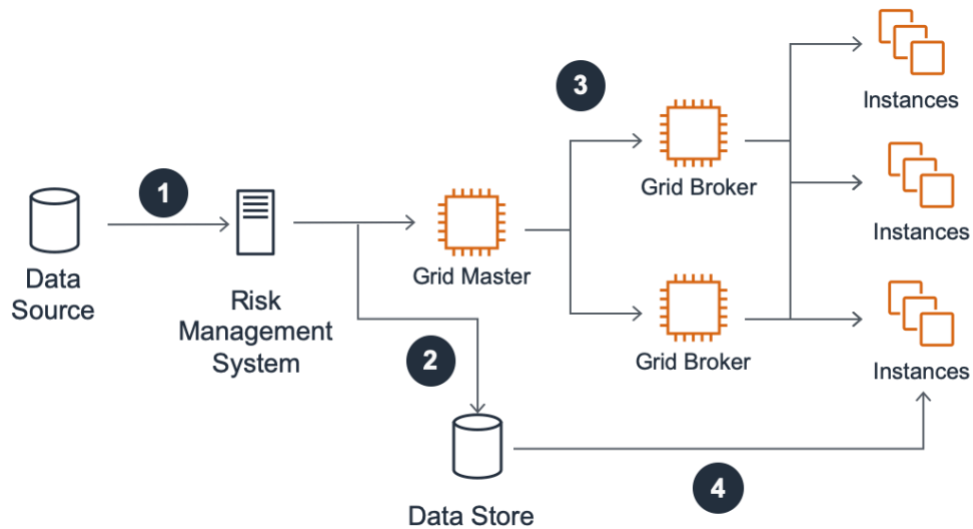 Instances
3
Grid Broker
1
Instances
Data
Source
Grid Master
Risk
Management
System
Grid Broker
2
Instances
4
Data Store